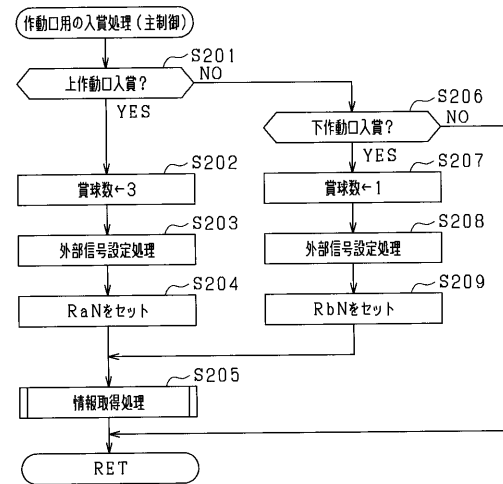 作動口用の入賞処理(主制御)
S201
上作動口入賞?
NO
YES
S206
下作動口入賞?
NO
YES
S202
賞球数←3
S207
賞球数←1
S203
外部信号設定処理
S208
外部信号設定処理
S204
RaNをセット
S209
RbNをセット
S205
情報取得処理
RET